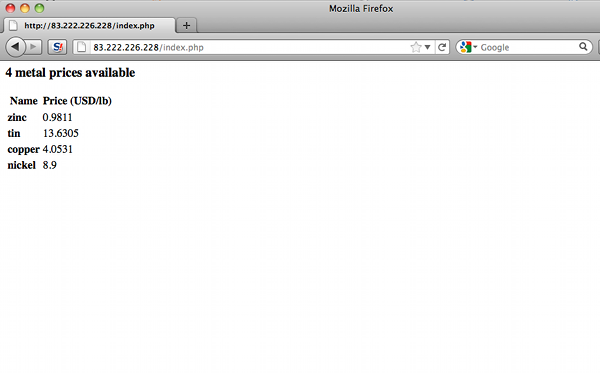 Mozilla Firefox
http://83.222.226.228/index.php
83.222.226.228/index.php
Google
4 metal prices available
Name Price (USD/lb)
zinc 0.9811
tin 13.6305
copper 4.0531
nickel 8.9